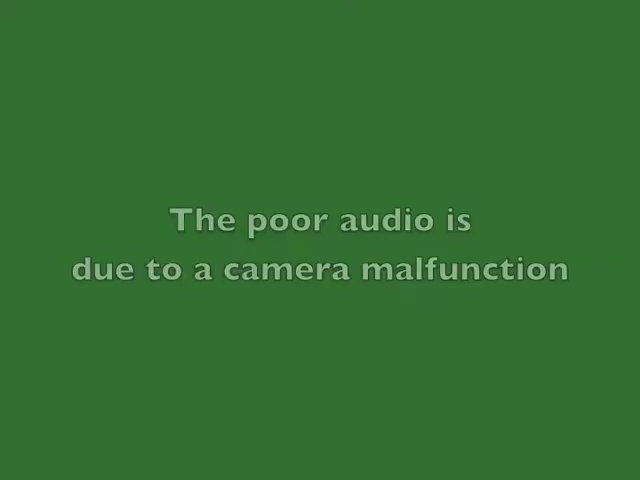 The poor audio is
due to a camera malfunction